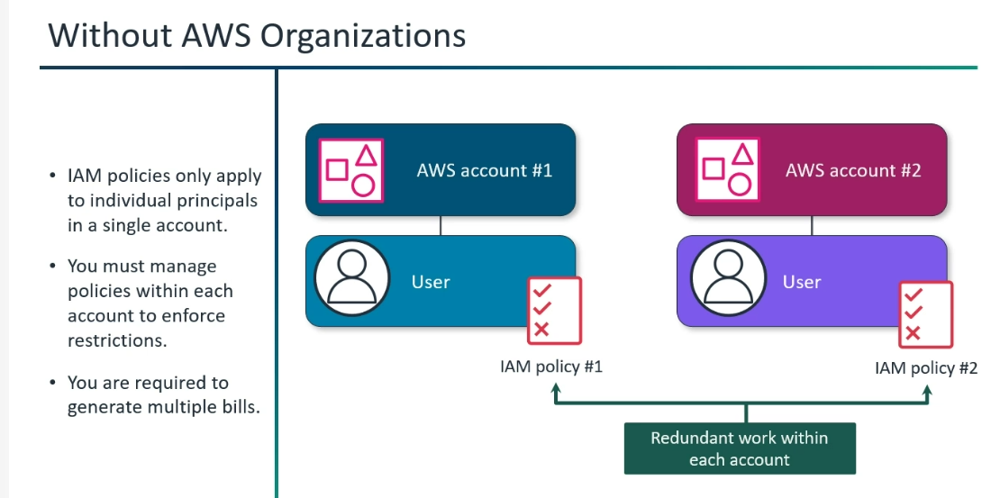 Without AWS Organizations
• IAM policies only apply
to individual principals
in a single account.
• You must manage
policies within each
account to enforce
restrictions.
• You are required to
generate multiple bills.
AWS account #1
User
IAM policy #1
AWS account #2
User
IAM policy #2
Redundant work within
each account